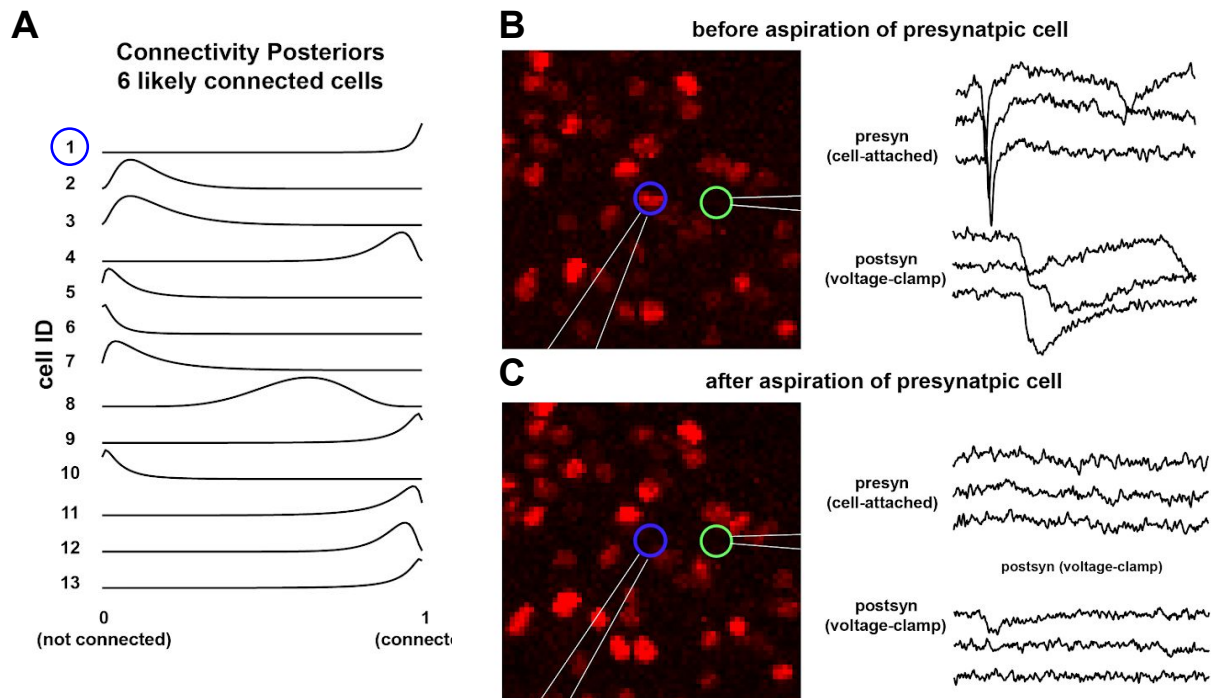 A
Connectivity Posteriors
6 likely connected cells
cell ID
1
2
3
4
5
6
7
8
9
10
11
12
13
0
1
(not connected)
(connecte
B
before aspiration of presynatpic cell
presyn
(cell-attached)
postsyn
(voltage-clamp)
C
after aspiration of presynatpic cell
presyn
(cell-attached)
postsyn (voltage-clamp)
postsyn
(voltage-clamp)